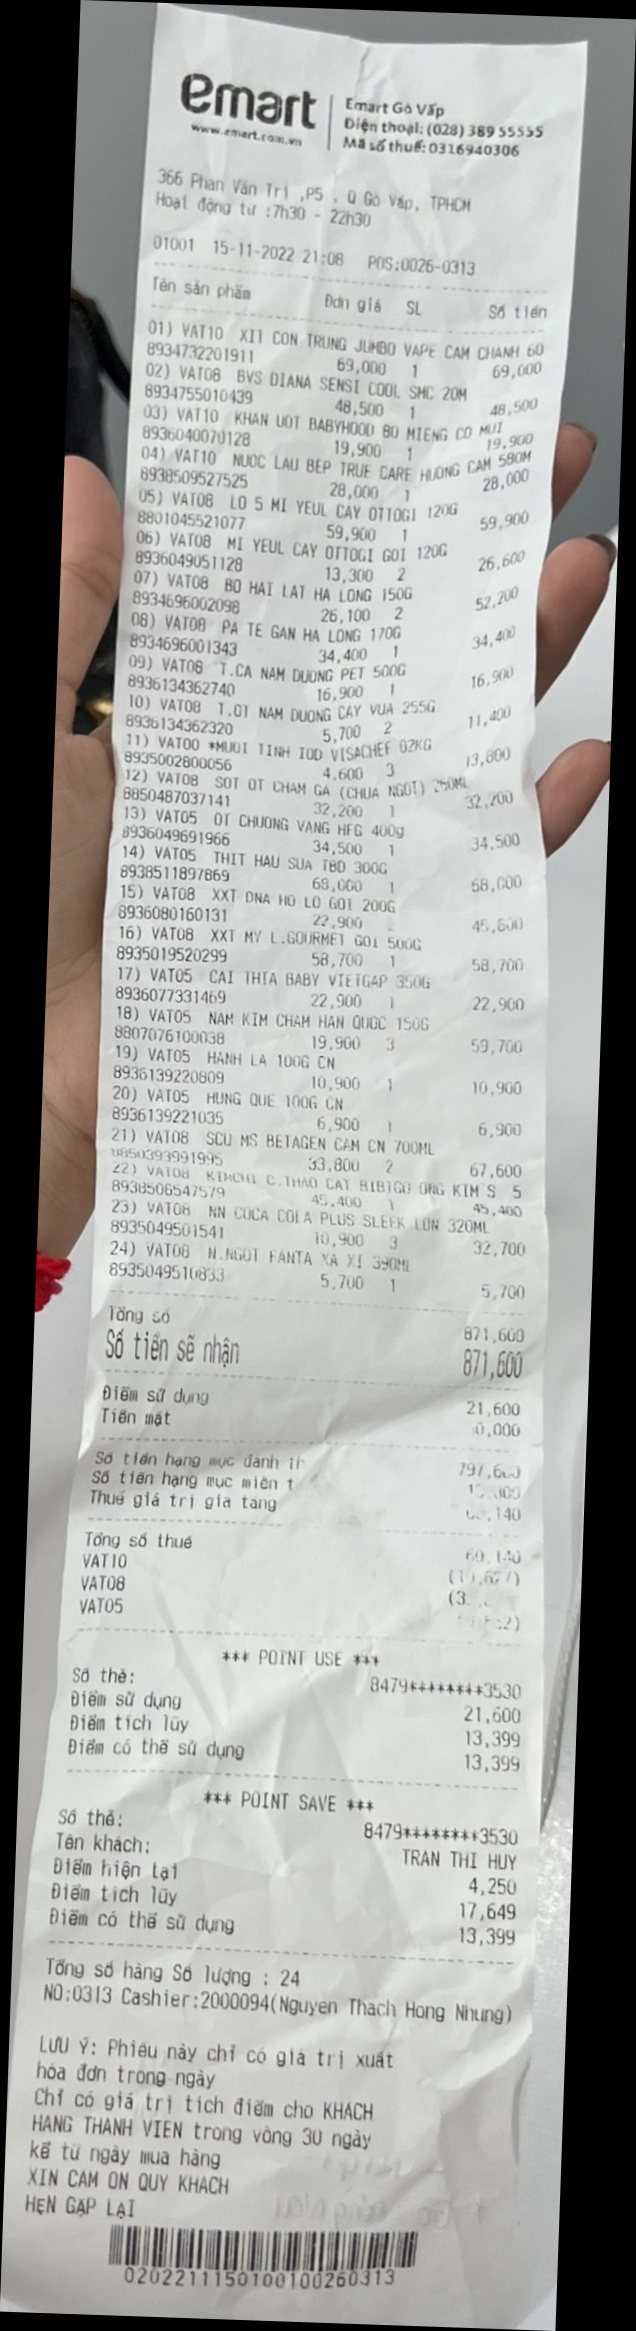 emart
www.emart.com.vn
Emart Gò Vấp
Điện thoại: (028) 389 55555
Mã số thuế: 0316940306
366 Phan Văn Trị ,P5 , Q Gò Vấp, TPHCM
Hoạt động từ :7h30 - 22h30
01001 15-11-2022 21:08 POS:0026-0313
Tên sản phẩm Đơn giá SL Số tiền
01) VAT10 XIT CON TRUNG JUMBO VAPE CAM CHANH 60
8934732201911 69,000 1 69,000
02) VAT08 BVS DIANA SENSI COOL SMC 20M
8934755010439 48,500 1 48,500
03) VAT10 KHAN UOT BABYHOOD BO MIENG CO MUI
8936040070128 19,900 1 19,900
04) VAT10 NUOC LAU BEP TRUE CARE HUONG CAM 580M
8938509527525 28,000 1 28,000
05) VAT08 LO 5 MI YEUL CAY OTTOGI 120G
8801045521077 59,900 1 59,900
06) VAT08 MI YEUL CAY OTTOGI GOI 120G
8936049051128 13,300 2 26,600
07) VAT08 BO HAI LAT HA LONG 150G
8934696002098 26,100 2 52,200
08) VAT08 PA TE GAN HA LONG 170G
8934696001343 34,400 1 34,400
09) VAT08 T.CA NAM DUONG PET 500G
8936134362740 16,900 1 16,900
10) VAT08 T.OT NAM DUONG CAY VUA 255G
8936134362320 5,700 2 11,400
11) VAT00 *MUOI TINH IOD VISACHEF 02KG
8935002800056 4,600 3 13,800
12) VAT08 SOT OT CHAM GA (CHUA NGOT) 250ML
8850487037141 32,200 1 32,200
13) VAT05 OT CHUONG VANG HFG 400g
8936049691966 34,500 1 34,500
14) VAT05 THIT HAU SUA TBD 300G
8938511897869 68,000 1 68,000
15) VAT08 XXT DNA HO LO GOI 200G
8936080160131 22,900 45,800
16) VAT08 XXT MY L.GOURMET GOI 500G
8935019520299 58,700 1 58,700
17) VAT05 CAI THIA BABY VIETGAP 350G
8936077331469 22,900 1 22,900
18) VAT05 NAM KIM CHAM HAN QUOC 150G
8807076100038 19,900 3 59,700
19) VAT05 HANH LA 100G CN
8936139220809 10,900 1 10,900
20) VAT05 HUNG QUE 100G CN
8936139221035 6,900 1 6,900
21) VAT08 SCU MS BETAGEN CAM CN 700ML
8850393991995 33,800 2 67,600
22) VAT08 KIMCHI C.THAO CAT BIBIGO ONG KIM'S 5
8938506547579 45,400 1 45,400
23) VAT08 NN COCA COLA PLUS SLEEK LON 320ML
8935049501541 10,900 3 32,700
24) VAT08 N.NGOT FANTA XA XI 390ML
8935049510833 5,700 1 5,700
Tổng số 871,600
Số tiền sẽ nhận 871,600
Điểm sử dụng 21,600
Tiền mặt
Số tiền hạng mục đánh
Số tiền hạng mục miễn t
Thuế giá trị gia tăng
Tổng số thuế 60,140
VAT10
VAT08
VAT05
*** POINT USE ***
Số thẻ: 8479********3530
Điểm sử dụng 21,600
Điểm tích lũy 13,399
Điểm có thể sử dụng 13,399
*** POINT SAVE ***
Số thẻ: 8479********3530
Tên khách: TRAN THI HUY
Điểm hiện tại 4,250
Điểm tích lũy 17,649
Điểm có thể sử dụng 13,399
Tổng số hàng Số lượng : 24
NO:0313 Cashier:2000094(Nguyen Thach Hong Nhung)
LƯU Ý: Phiếu này chỉ có giá trị xuất
hóa đơn trong ngày
Chỉ có giá trị tích điểm cho KHÁCH
HÀNG THÀNH VIÊN trong vòng 30 ngày
kể từ ngày mua hàng
XIN CẢM ƠN QUÝ KHÁCH
HẸN GẶP LẠI
0202211150100100260313